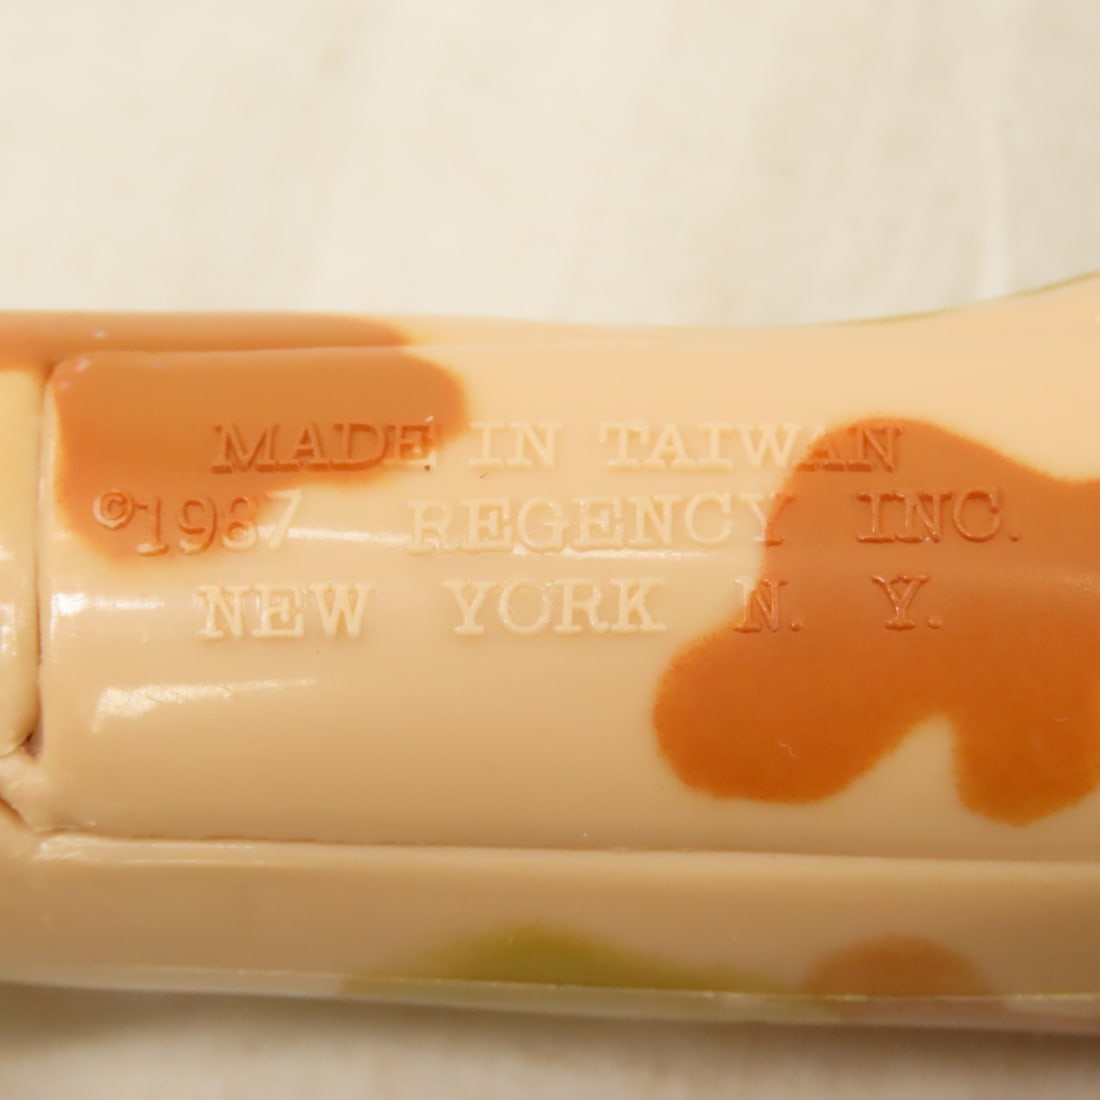 MADE IN TAIWAN
©1987 REGENCY INC.
NEW YORK N. Y.